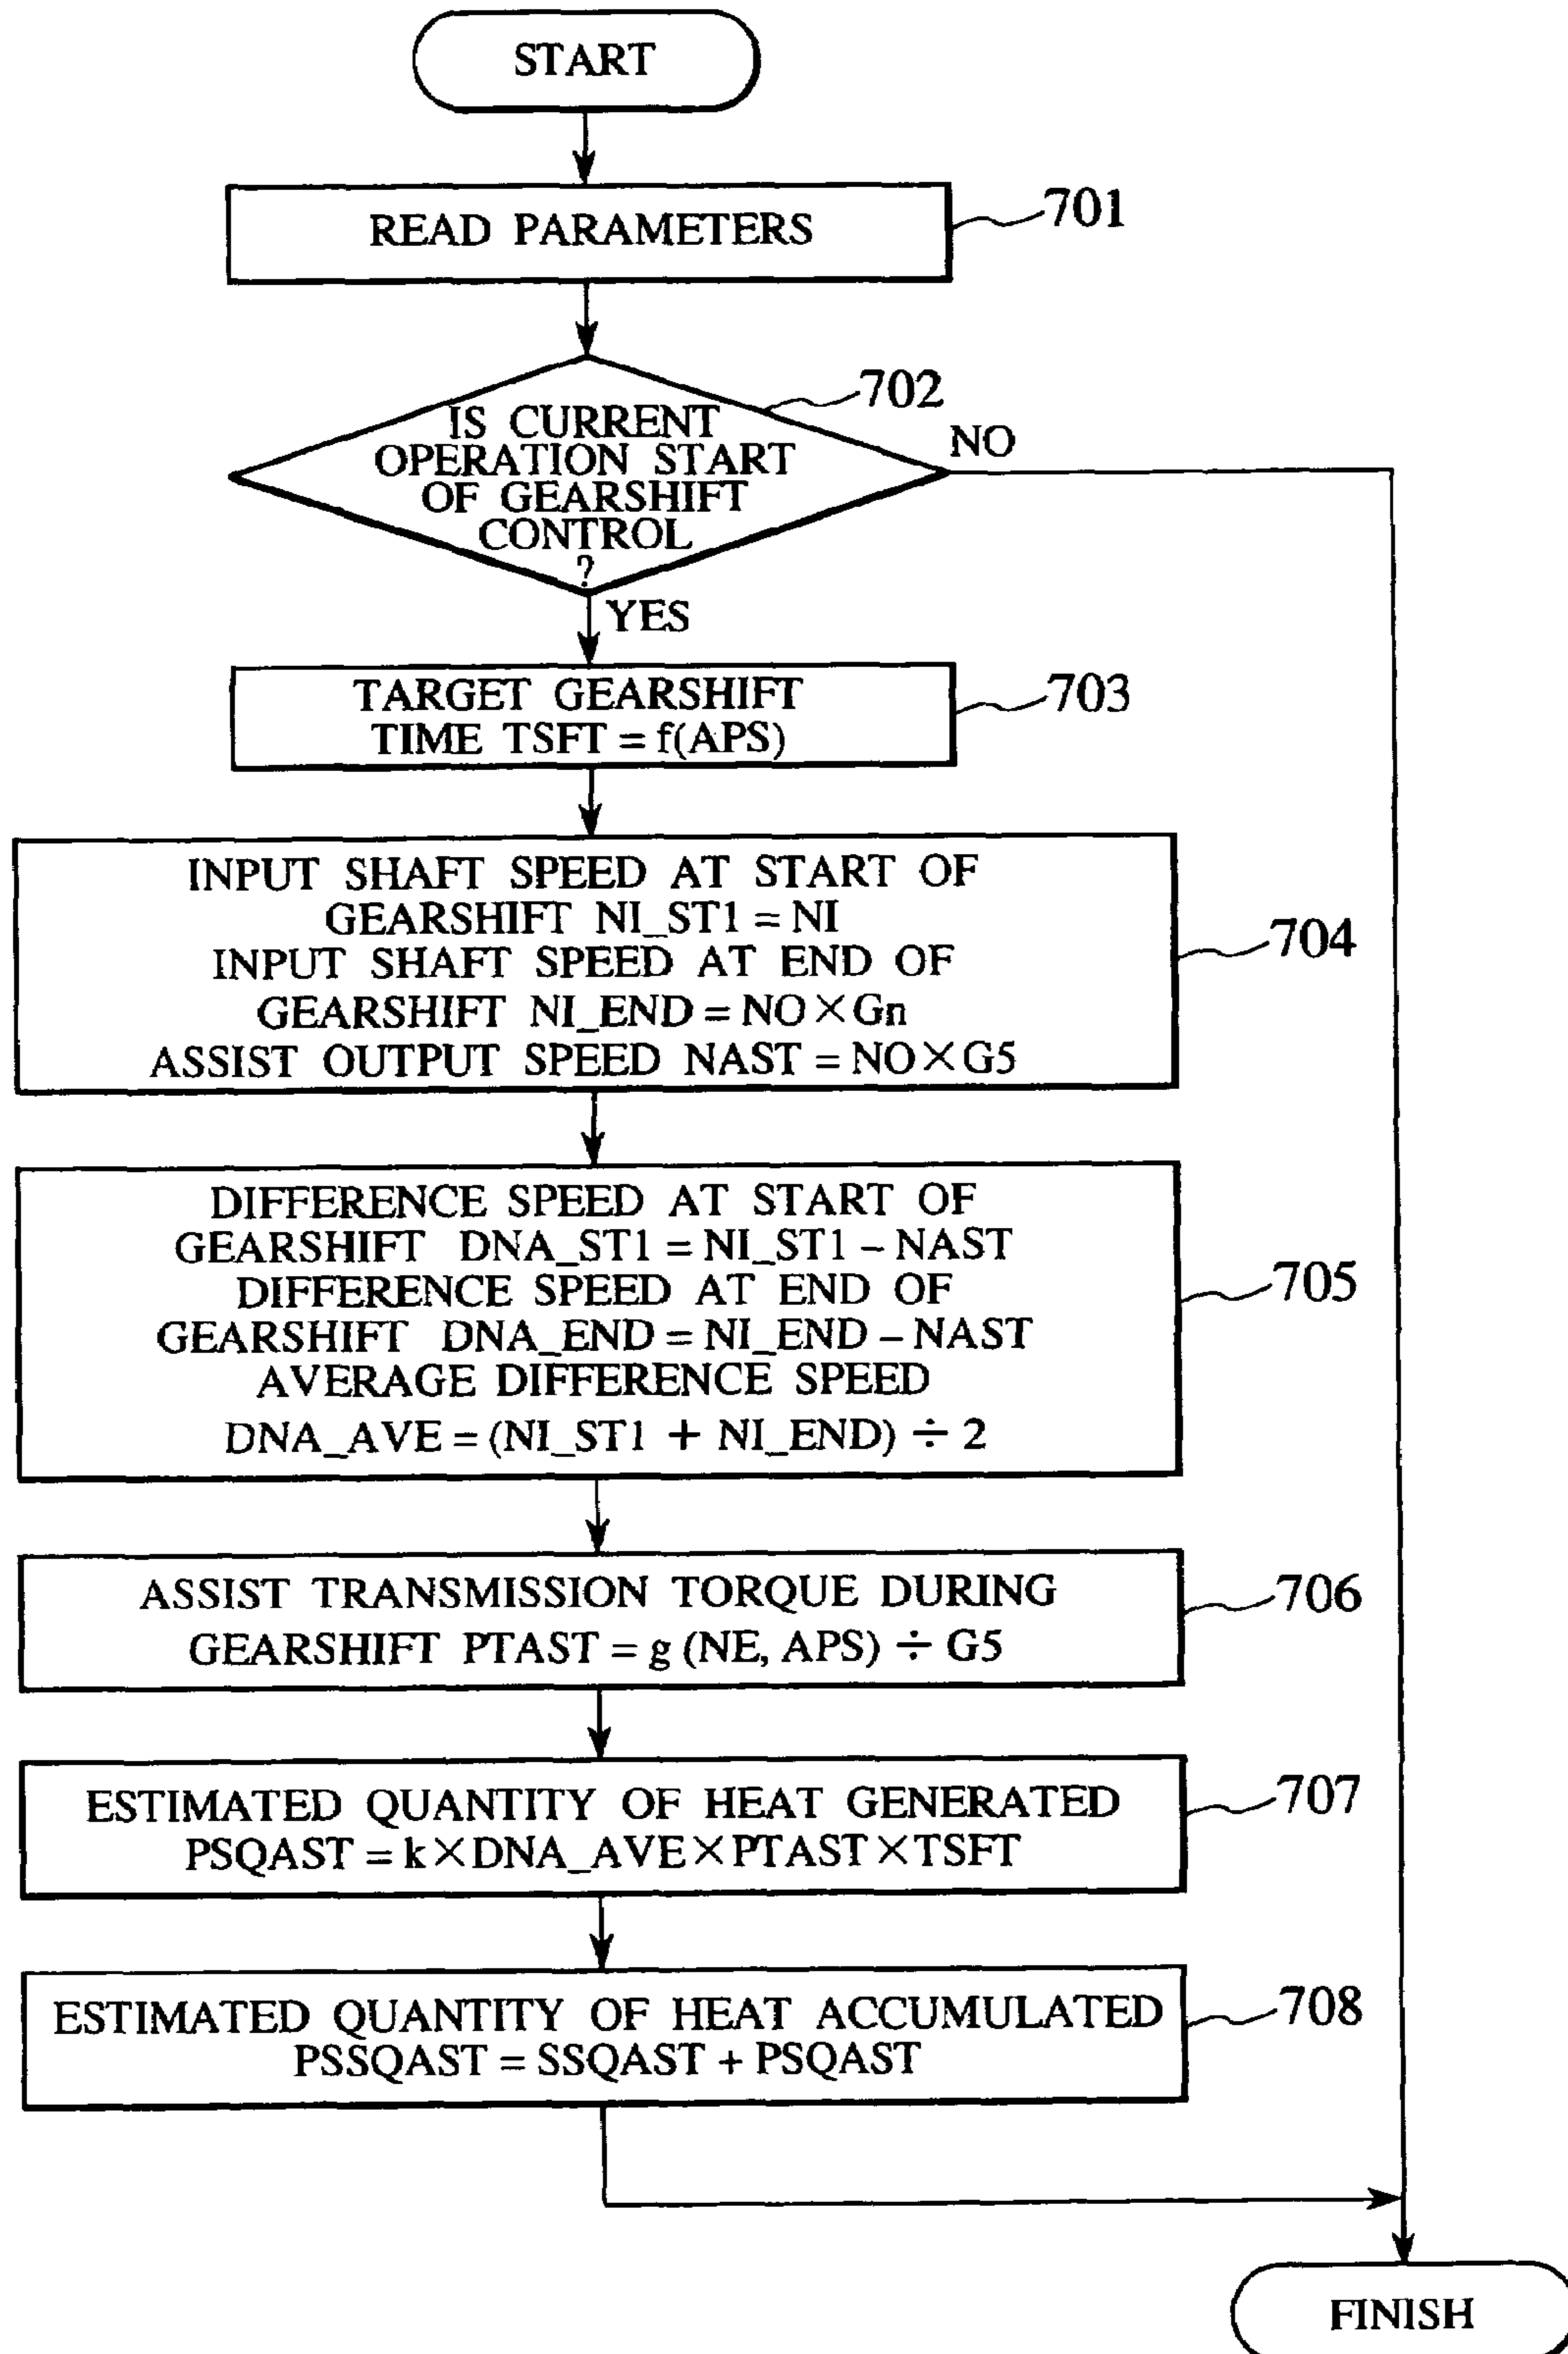 START
READ PARAMETERS
701
702
IS CURRENT
OPERATION START
OF GEARSHIFT
CONTROL
?
NO
YES
TARGET GEARSHIFT
TIME TSFT = f(APS)
703
INPUT SHAFT SPEED AT START OF
GEARSHIFT NI_ST1 = NI
INPUT SHAFT SPEED AT END OF
GEARSHIFT NI_END = NO×Gn
ASSIST OUTPUT SPEED NAST = NO×G5
704
DIFFERENCE SPEED AT START OF
GEARSHIFT DNA_ST1 = NI_ST1 – NAST
DIFFERENCE SPEED AT END OF
GEARSHIFT DNA_END = NI_END – NAST
AVERAGE DIFFERENCE SPEED
DNA_AVE = (NI_ST1 + NI_END) ÷ 2
705
ASSIST TRANSMISSION TORQUE DURING
GEARSHIFT PTAST = g (NE, APS) ÷ G5
706
ESTIMATED QUANTITY OF HEAT GENERATED
PSQAST = k×DNA_AVE×PTAST×TSFT
707
ESTIMATED QUANTITY OF HEAT ACCUMULATED
PSSQAST = SSQAST + PSQAST
708
FINISH